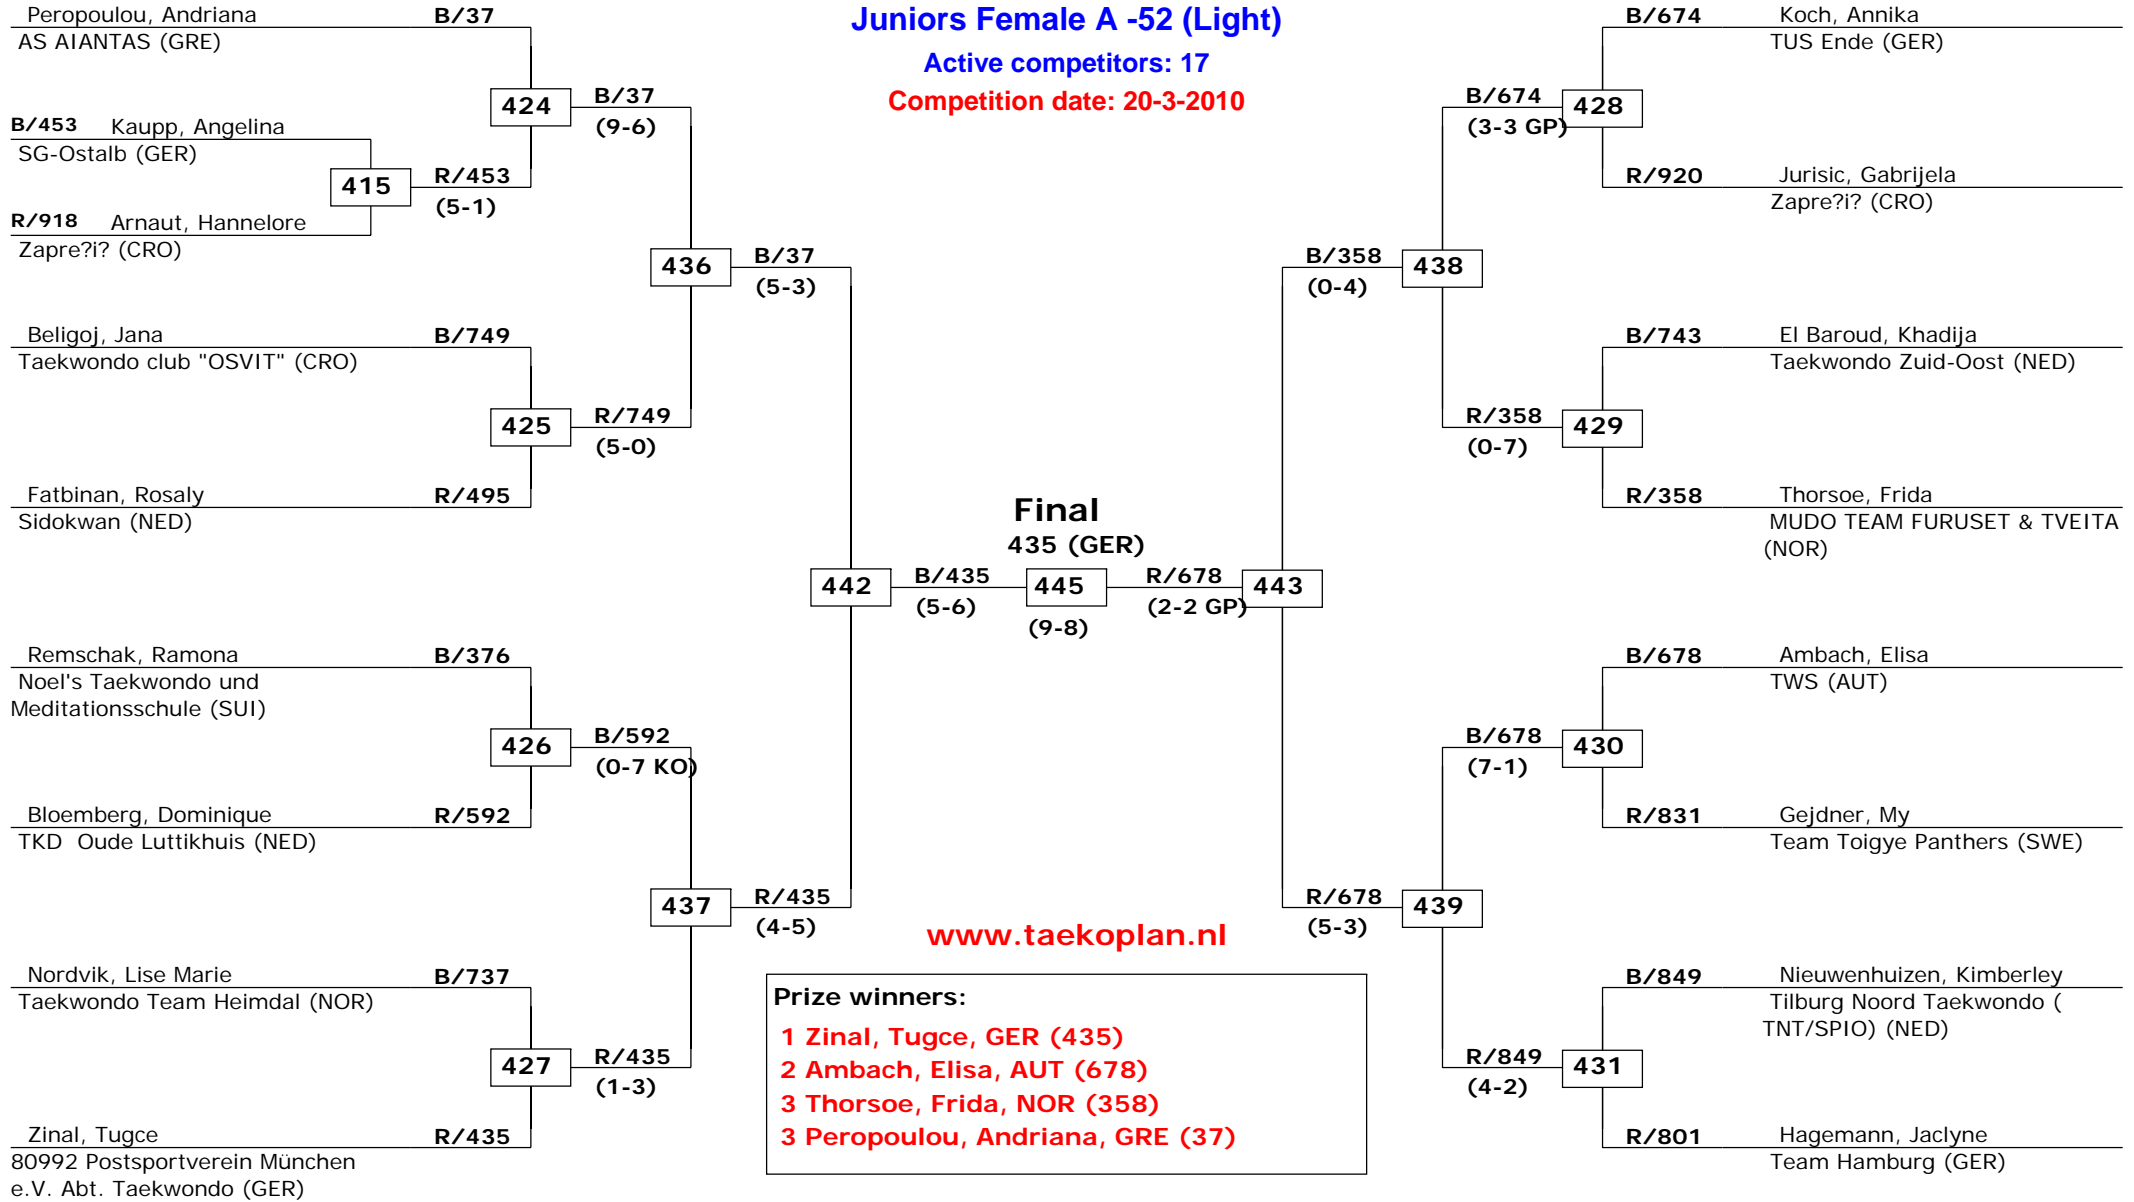 Juniors Female A -52 (Light)
Active competitors: 17
Competition date: 20-3-2010
Peropoulou, Andriana B/37
AS AIANTAS (GRE)
424
B/37
(9-6)
B/453 Kaupp, Angelina
SG-Ostalb (GER)
415
R/453
(5-1)
R/918 Arnaut, Hannelore
Zapre?i? (CRO)
436
B/37
(5-3)
Beligoj, Jana B/749
Taekwondo club "OSVIT" (CRO)
425
R/749
(5-0)
Fatbinan, Rosaly R/495
Sidokwan (NED)
442
B/435
(5-6)
Remschak, Ramona B/376
Noel's Taekwondo und
Meditationsschule (SUI)
426
B/592
(0-7 KO)
Bloemberg, Dominique R/592
TKD  Oude Luttikhuis (NED)
437
R/435
(4-5)
Nordvik, Lise Marie B/737
Taekwondo Team Heimdal (NOR)
427
R/435
(1-3)
Zinal, Tugce R/435
80992 Postsportverein München
e.V. Abt. Taekwondo (GER)
Final
435 (GER)
445
(9-8)
R/678
(2-2 GP)
443
B/674 Koch, Annika
TUS Ende (GER)
B/674
(3-3 GP)
428
R/920 Jurisic, Gabrijela
Zapre?i? (CRO)
B/358
(0-4)
438
B/743 El Baroud, Khadija
Taekwondo Zuid-Oost (NED)
R/358
(0-7)
429
R/358 Thorsoe, Frida
MUDO TEAM FURUSET & TVEITA
(NOR)
B/678 Ambach, Elisa
TWS (AUT)
B/678
(7-1)
430
R/831 Gejdner, My
Team Toigye Panthers (SWE)
R/678
(5-3)
439
B/849 Nieuwenhuizen, Kimberley
Tilburg Noord Taekwondo (
TNT/SPIO) (NED)
R/849
(4-2)
431
R/801 Hagemann, Jaclyne
Team Hamburg (GER)
www.taekoplan.nl
Prize winners:
1 Zinal, Tugce, GER (435)
2 Ambach, Elisa, AUT (678)
3 Thorsoe, Frida, NOR (358)
3 Peropoulou, Andriana, GRE (37)